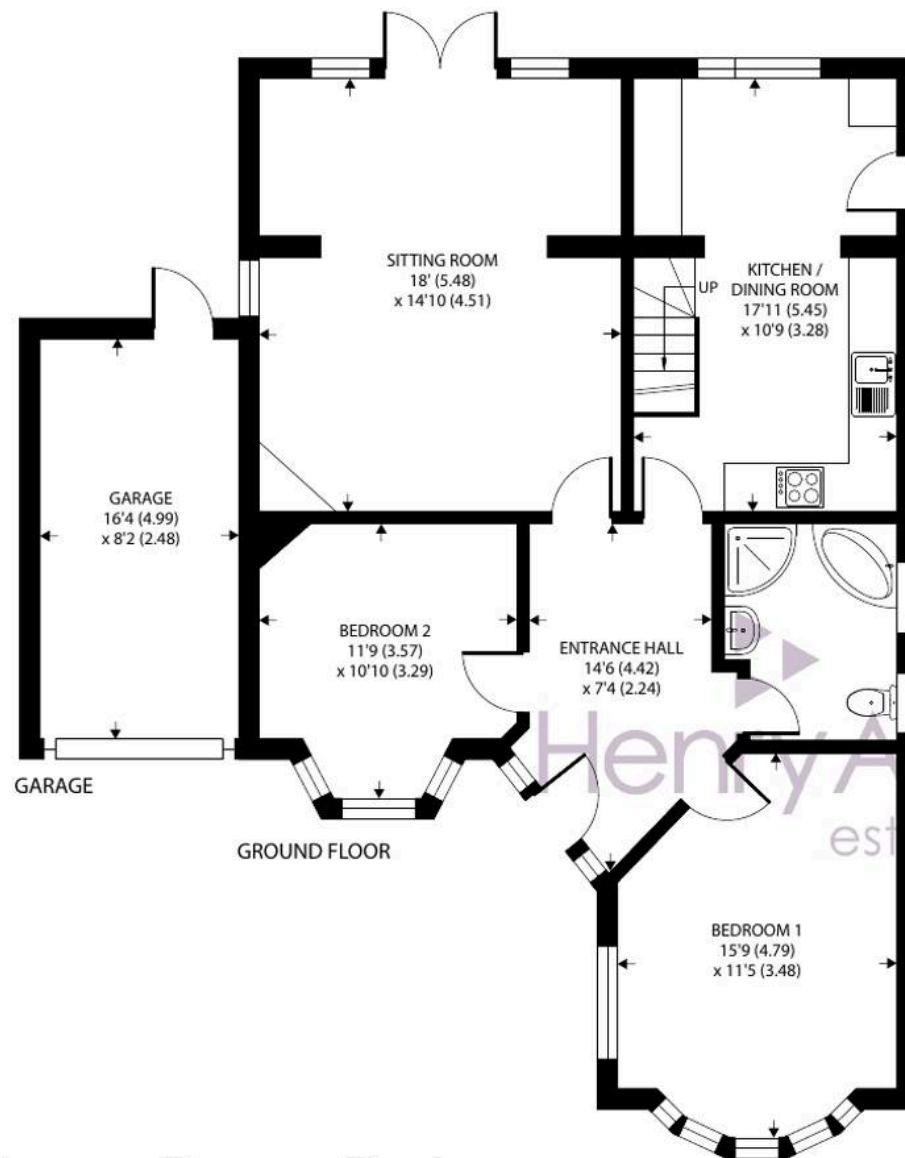 SITTING ROOM
18' (5.48)
x 14'10 (4.51)
UP
KITCHEN /
DINING ROOM
17'11 (5.45)
x 10'9 (3.28)
GARAGE
16'4 (4.99)
x 8'2 (2.48)
BEDROOM 2
11'9 (3.57)
x 10'10 (3.29)
ENTRANCE HALL
14'6 (4.42)
x 7'4 (2.24)
Henry A
est
GARAGE
GROUND FLOOR
BEDROOM 1
15'9 (4.79)
x 11'5 (3.48)